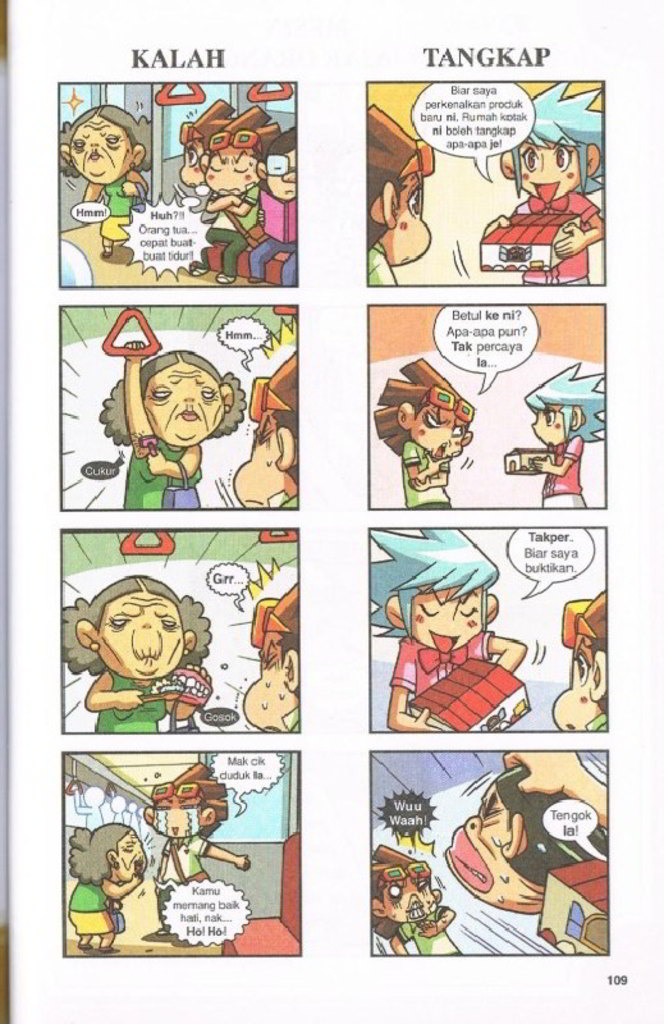 KALAH
Hmm!
Huh?!!
Orang tua...
cepat buat-
buat tidur!!
Hmm...
Cukur
Grr...
Gosok
Mak cik
duduk lla...
Kamu
memang baik
hati, nak....
Ho! Ho!
TANGKAP
Biar saya
perkenalkan produk
baru ni. Rumah kotak
ni boleh tangkap
apa-apa je!
Betul ke ni?
Apa-apa pun?
Tak percaya
la...
Takper..
Biar saya
buktikan.
Wuu
Waah!
Tengok
la!
109